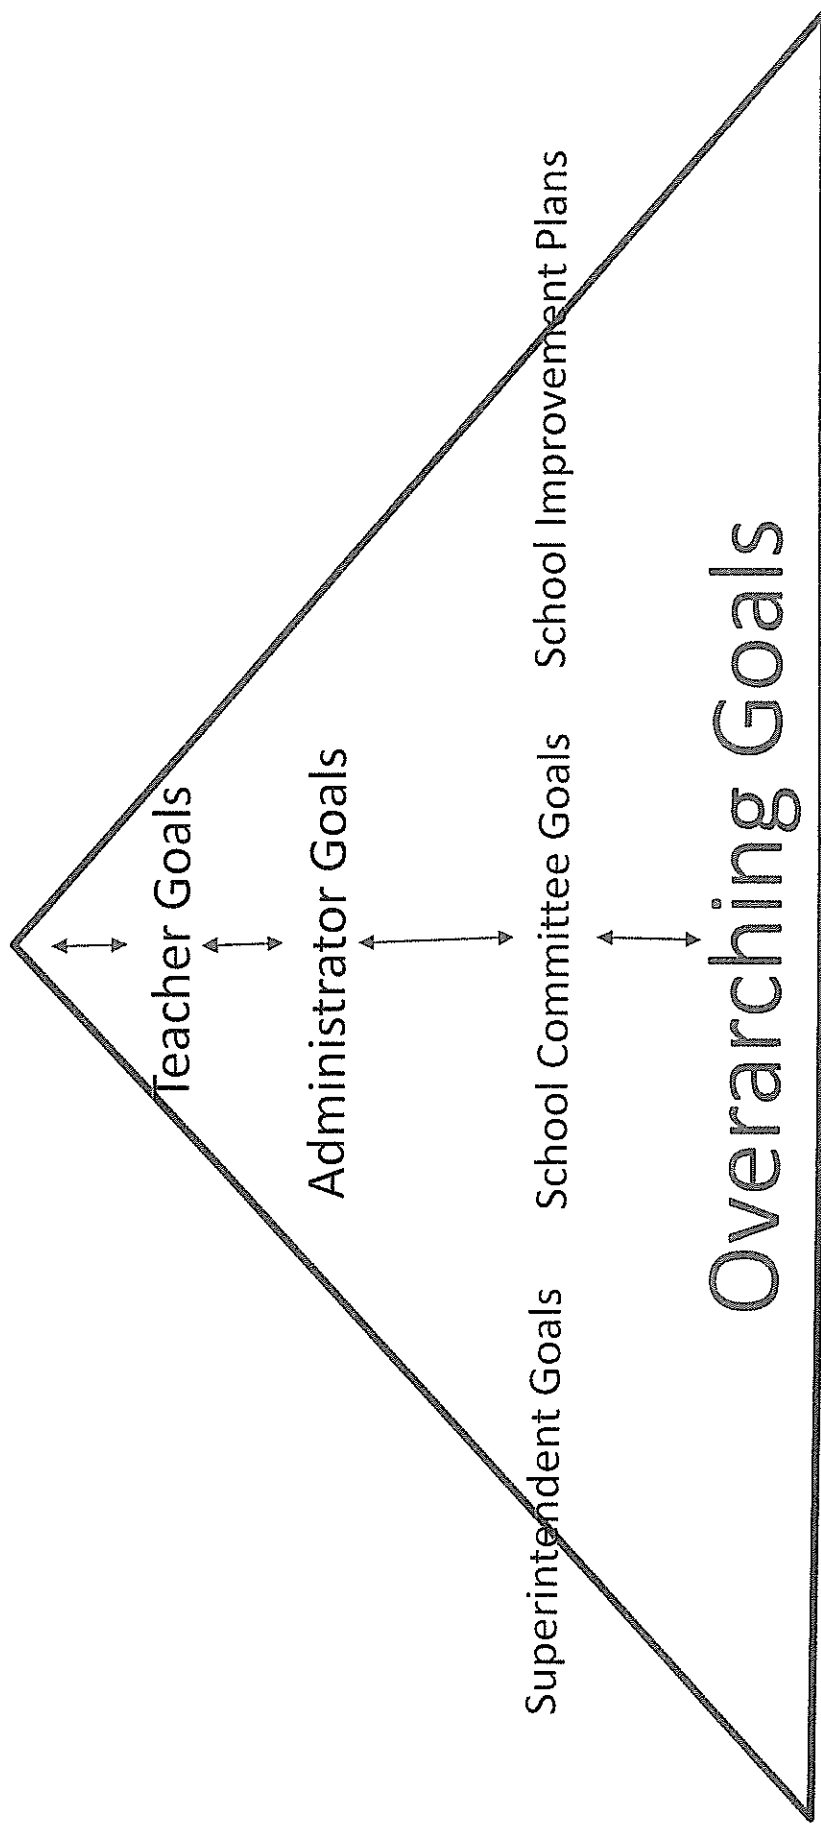 Teacher Goals
Administrator Goals
Superintendent Goals
School Committee Goals
School Improvement Plans
Overarching Goals